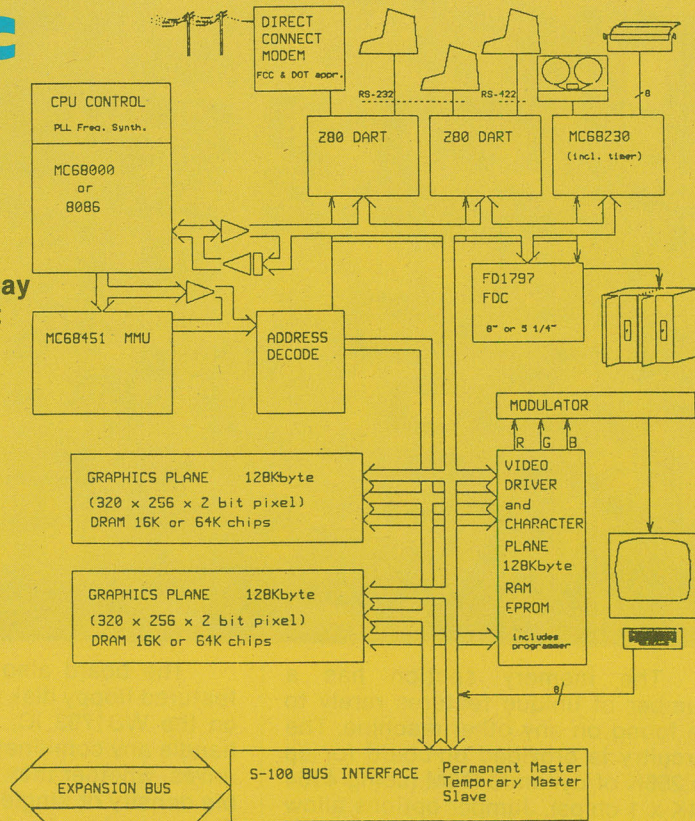 DIRECT
CONNECT
MODEM
FCC & DOT appr.
RS-232
RS-422
8
CPU CONTROL
PLL Freq. Synth.
MC68000
or
8086
Z80 DART
Z80 DART
MC68230
(incl. timer)
FD1797
FDC
8" or 5 1/4"
ay
MC68451 MMU
ADDRESS
DECODE
MODULATOR
R G B
GRAPHICS PLANE 128Kbyte
(320 x 256 x 2 bit pixel)
DRAM 16K or 64K chips
VIDEO
DRIVER
and
CHARACTER
PLANE
128Kbyte
RAM
EPROM
includes
programmer
GRAPHICS PLANE 128Kbyte
(320 x 256 x 2 bit pixel)
DRAM 16K or 64K chips
8
S-100 BUS INTERFACE
Permanent Master
Temporary Master
Slave
EXPANSION BUS